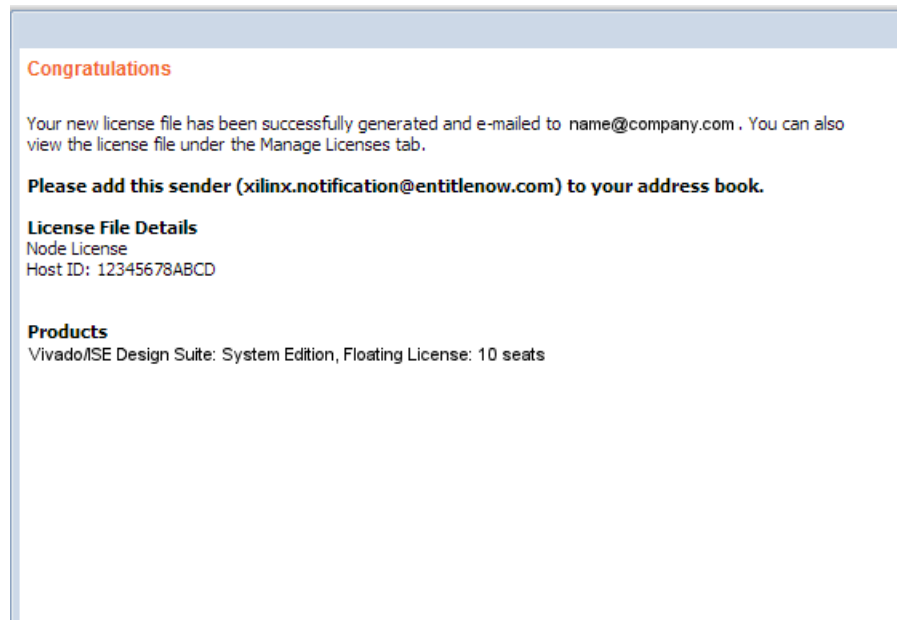 Congratulations
Your new license file has been successfully generated and e-mailed to name@company.com . You can also
view the license file under the Manage Licenses tab.
Please add this sender (xilinx.notification@entitlenow.com) to your address book.
License File Details
Node License
Host ID: 12345678ABCD
Products
Vivado/ISE Design Suite: System Edition, Floating License: 10 seats